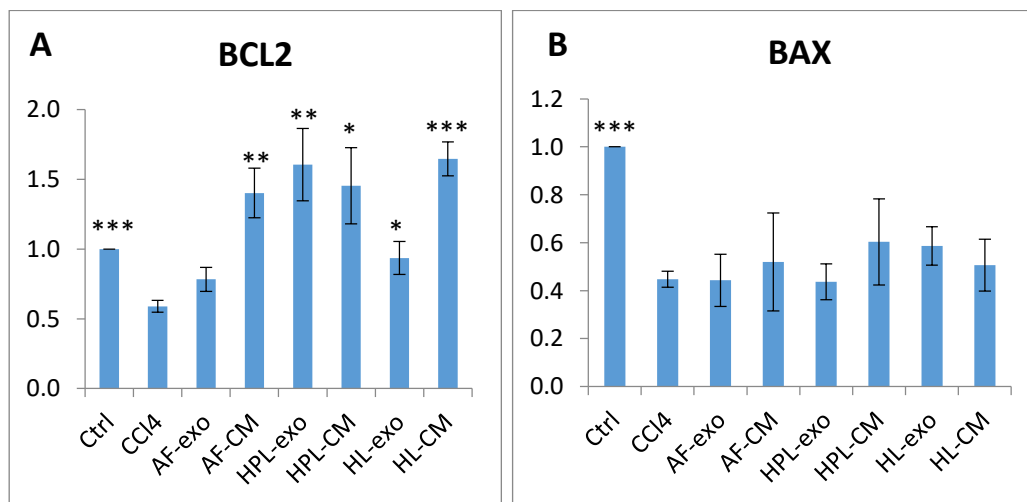 A
BCL2
2.0
1.5
1.0
0.5
0.0
***
**
**
*
*
***
Ctrl
CCl4
AF-exo
AF-CM
HPL-exo
HPL-CM
HL-exo
HL-CM
B
BAX
1.2
1.0
0.8
0.6
0.4
0.2
0.0
***
Ctrl
CCl4
AF-exo
AF-CM
HPL-exo
HPL-CM
HL-exo
HL-CM